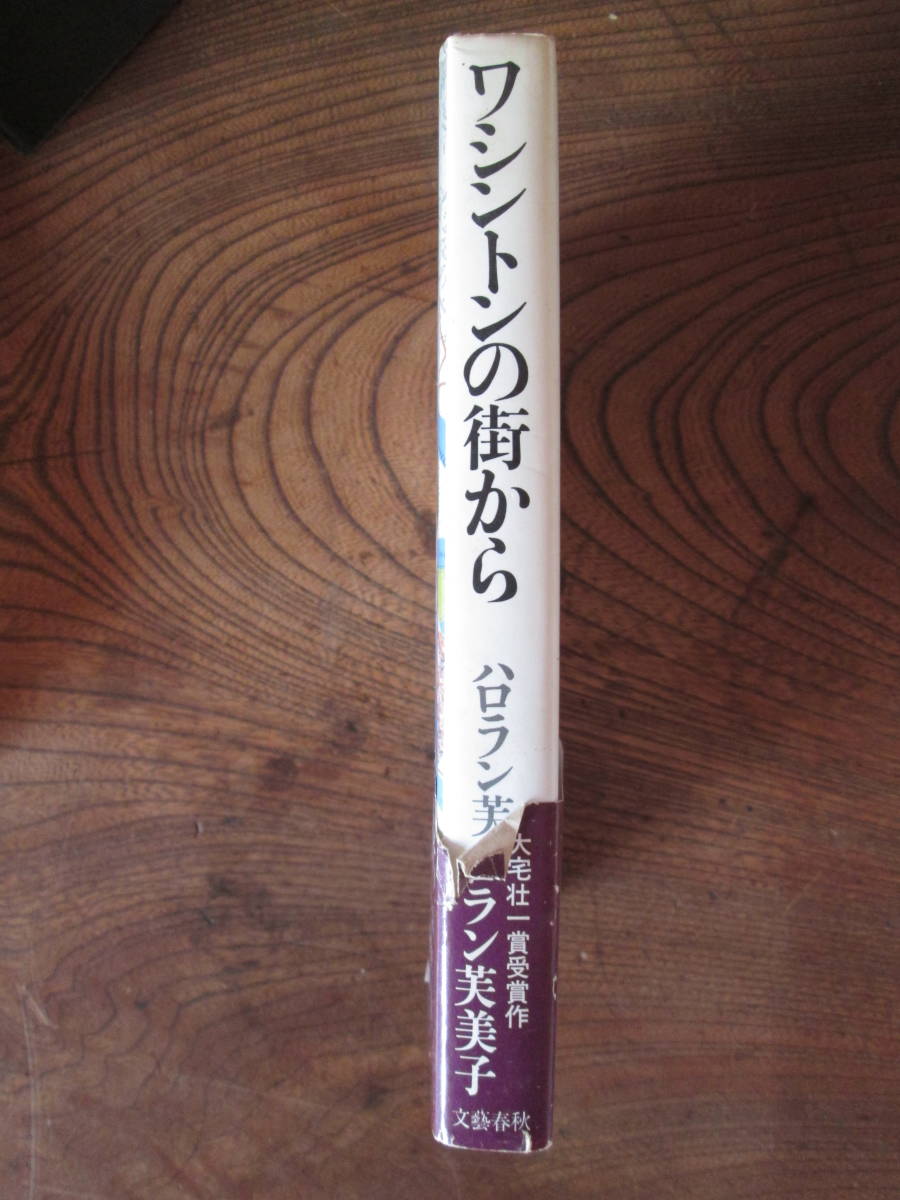 ワシントンの街から
ハロラン芙
大宅壮一賞受賞作
ラン芙美子
文藝春秋